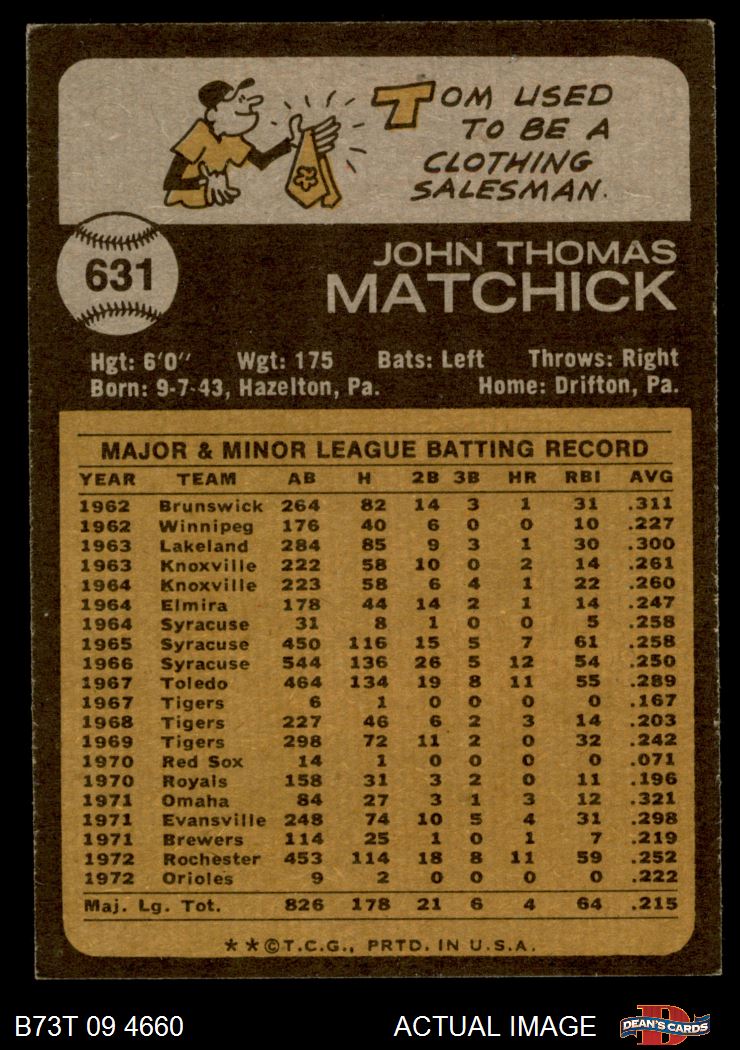 TOM USED
TO BE A
CLOTHING
SALESMAN.
631
JOHN THOMAS
MATCHICK
Hgt: 6'0" Wgt: 175 Bats: Left Throws: Right
Born: 9-7-43, Hazelton, Pa. Home: Drifton, Pa.
MAJOR & MINOR LEAGUE BATTING RECORD
YEAR TEAM AB H 2B 3B HR RBI AVG
1962 Brunswick 264 82 14 3 1 31 .311
1962 Winnipeg 176 40 6 0 0 10 .227
1963 Lakeland 284 85 9 3 1 30 .300
1963 Knoxville 222 58 10 0 2 14 .261
1964 Knoxville 223 58 6 4 1 22 .260
1964 Elmira 178 44 14 2 1 14 .247
1964 Syracuse 31 8 1 0 0 5 .258
1965 Syracuse 450 116 15 5 7 61 .258
1966 Syracuse 544 136 26 5 12 54 .250
1967 Toledo 464 134 19 8 11 55 .289
1967 Tigers 6 1 0 0 0 0 .167
1968 Tigers 227 46 6 2 3 14 .203
1969 Tigers 298 72 11 2 0 32 .242
1970 Red Sox 14 1 0 0 0 0 .071
1970 Royals 158 31 3 2 0 11 .196
1971 Omaha 84 27 3 1 3 12 .321
1971 Evansville 248 74 10 5 4 31 .298
1971 Brewers 114 25 1 0 1 7 .219
1972 Rochester 453 114 18 8 11 59 .252
1972 Orioles 9 2 0 0 0 0 .222
Maj. Lg. Tot. 826 178 21 6 4 64 .215
**©T.C.G., PRTD. IN U.S.A.
B73T 09 4660 ACTUAL IMAGE D DEAN'S CARDS